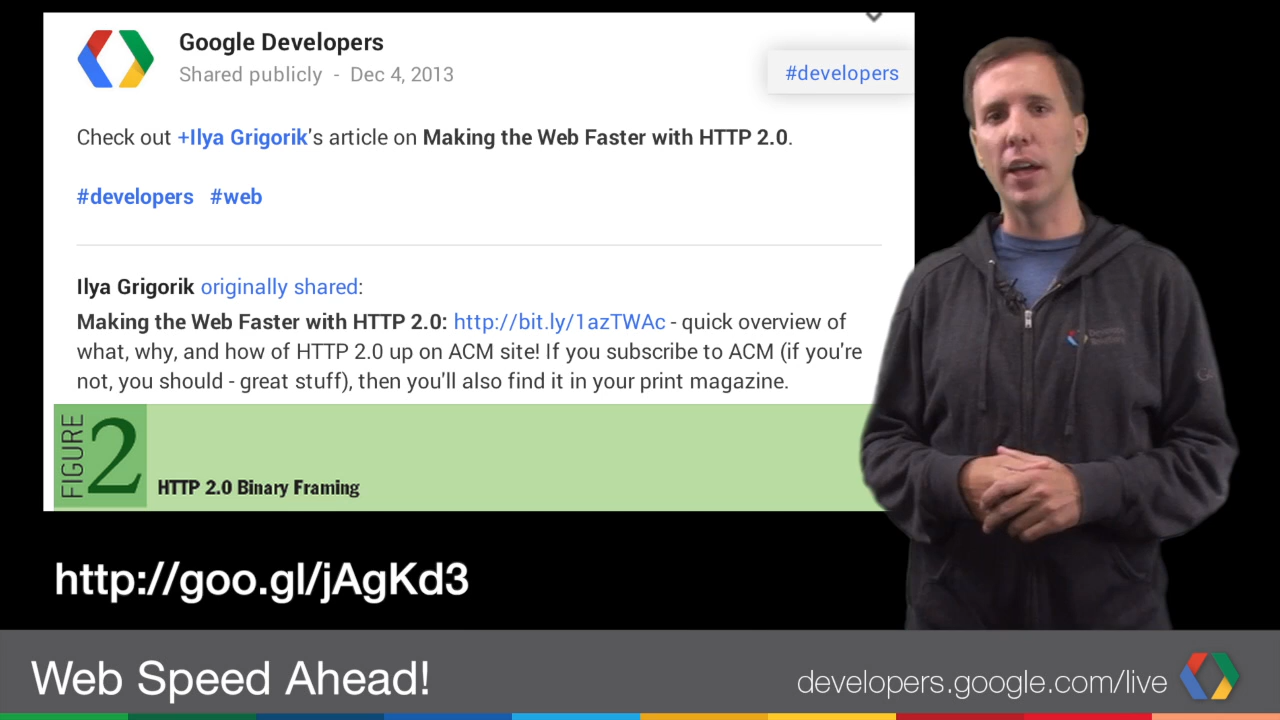 Google Developers
Shared publicly - Dec 4, 2013
#developers
Check out +Ilya Grigorik's article on Making the Web Faster with HTTP 2.0.
#developers #web
Ilya Grigorik originally shared:
Making the Web Faster with HTTP 2.0: http://bit.ly/1azTWAc - quick overview of
what, why, and how of HTTP 2.0 up on ACM site! If you subscribe to ACM (if you're
not, you should - great stuff), then you'll also find it in your print magazine.
FIGURE 2
HTTP 2.0 Binary Framing
http://goo.gl/jAgKd3
Web Speed Ahead!
developers.google.com/live